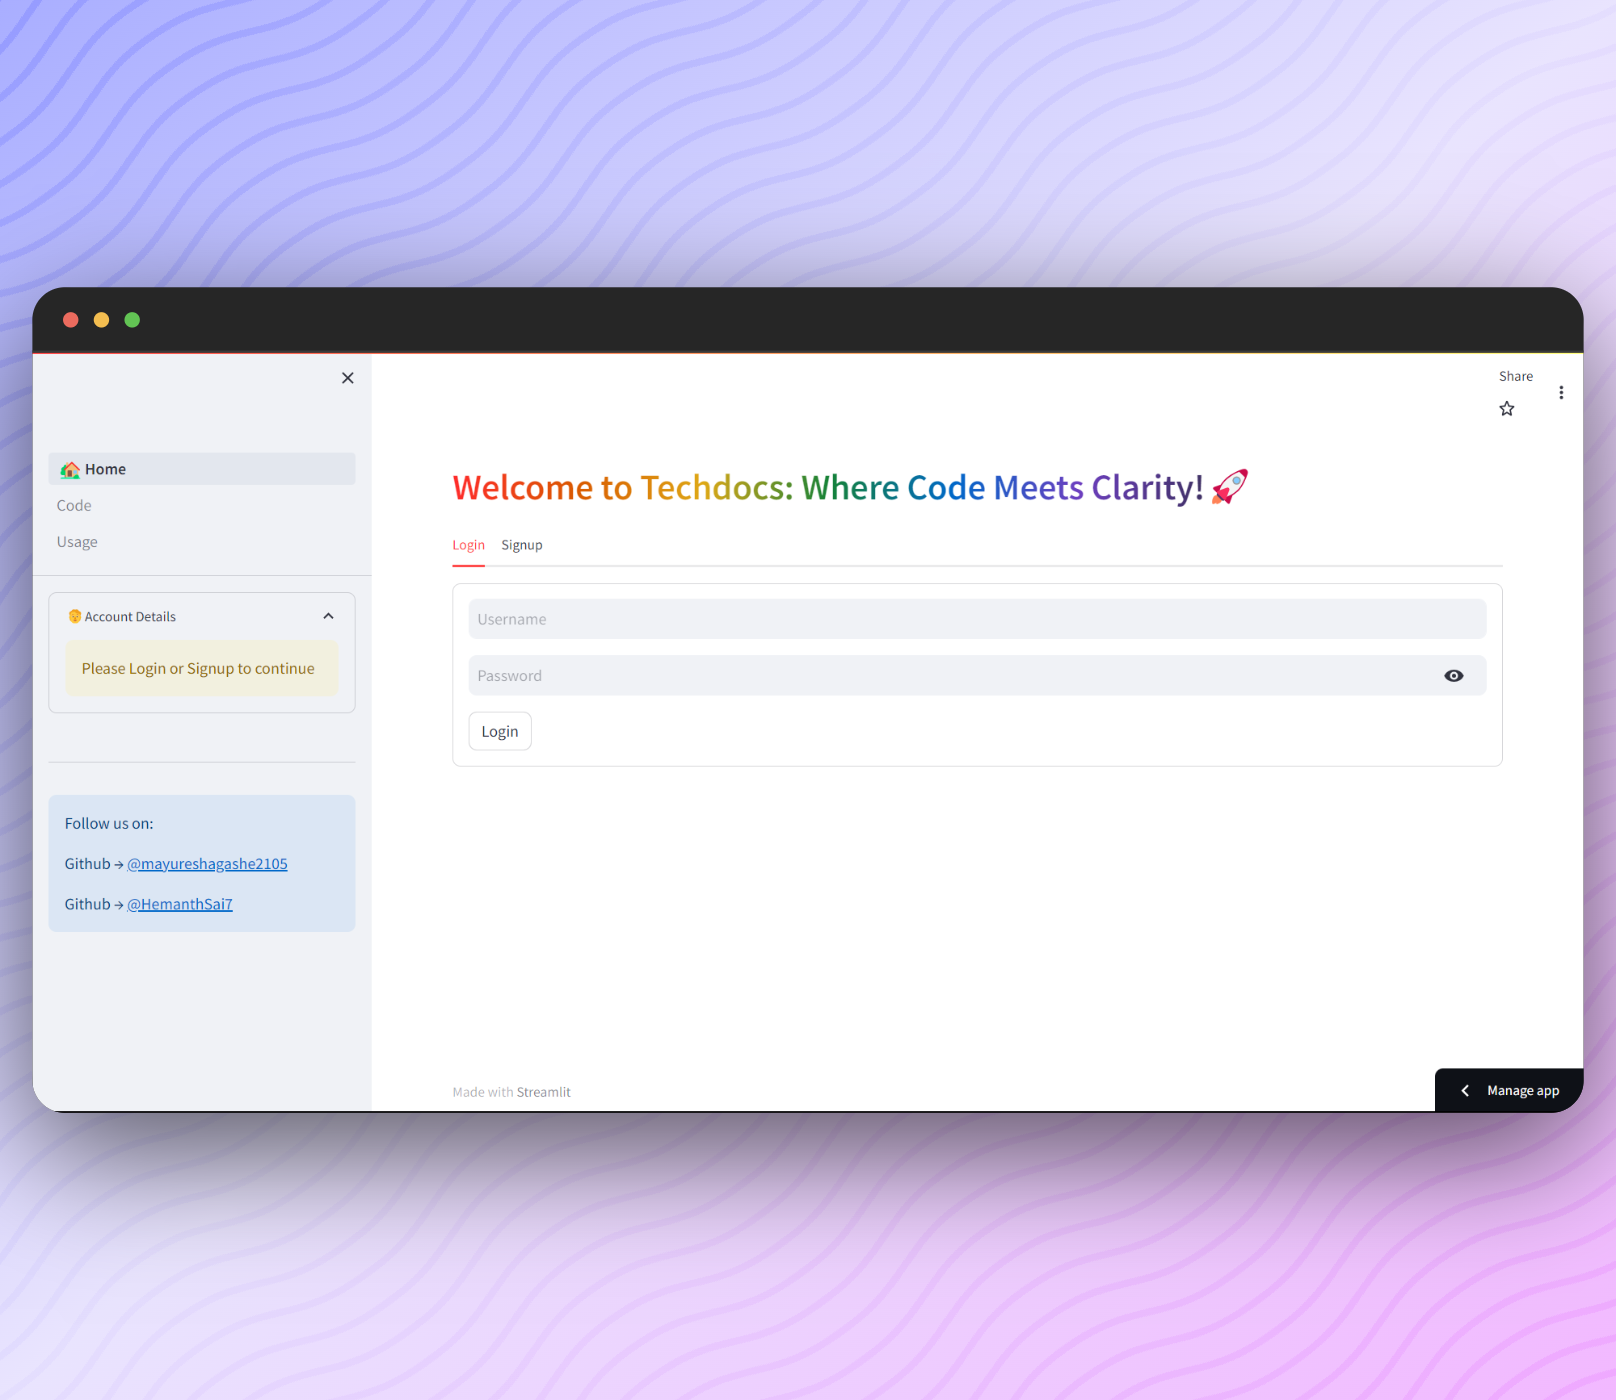 Home
Code
Usage
Account Details
Please Login or Signup to continue
Follow us on:
Github → @mayureshagashe2105
Github → @HemanthSai7
Share
Welcome to Techdocs: Where Code Meets Clarity! 🚀
Login Signup
Username
Password
Login
Made with Streamlit
Manage app